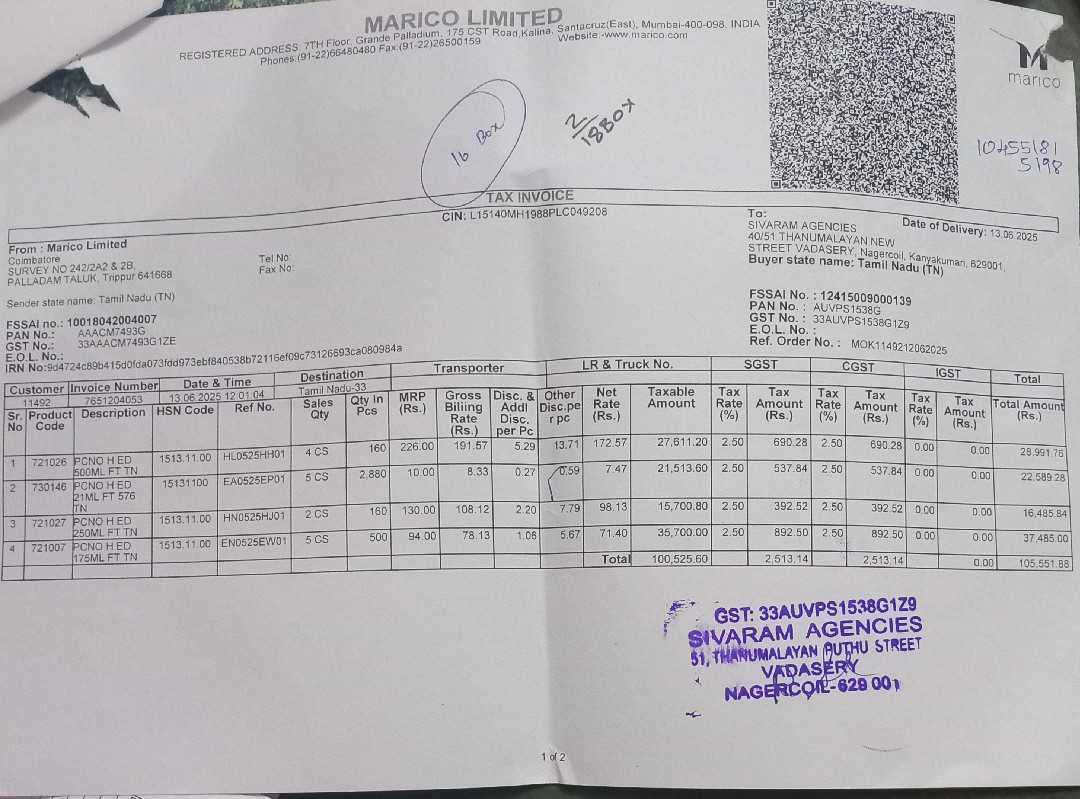 MARICO LIMITED
REGISTERED ADDRESS 7TH Floor, Grande Palladium, 175 CST Road,Kalina, Santacruz(East), Mumbai-400-098. INDIA
Phones:(91-22)66480480 Fax:(91-22)26500159 Website:-www.marico.com
M
marico
16 Box
2/18BOX
10455181
5198
TAX INVOICE
CIN: L15140MH1988PLC049208
From : Marico Limited
Coimbatore
SURVEY NO 242/2A2 & 2B,
PALLADAM TALUK, Trippur 641668
Tel No:
Fax No:
Sender state name: Tamil Nadu (TN)
FSSAI no.: 10018042004007
PAN No.: AAACM7493G
GST No.: 33AAACM7493G1ZE
E.O.L. No.:
IRN No:9d4724c89b415d0fda073fdd973ebf840538b72116ef09c73126693ca080984a
To:
SIVARAM AGENCIES
40/51 THANUMALAYAN NEW
STREET VADASERY, Nagercoil, Kanyakumari, 629001,
Buyer state name: Tamil Nadu (TN)
Date of Delivery: 13.06.2025
FSSAI No. : 12415009000139
PAN No. : AUVPS1538G
GST No. : 33AUVPS1538G1Z9
E.O.L. No. :
Ref. Order No. : MOK1149212062025
Customer Invoice Number Date & Time Destination Transporter LR & Truck No. SGST CGST IGST Total
11492 7651204053 13.06.2025 12.01.04 Tamil Nadu-33
Sr. No Product Code Description HSN Code Ref No. Sales Qty Qty In Pcs MRP (Rs.) Gross Billing Rate (Rs.) Disc. & Addl Disc. per Pc Other Disc.pe r pc Net Rate (Rs.) Taxable Amount Tax Rate (%) Tax Amount (Rs.) Tax Rate (%) Tax Amount (Rs.) Tax Rate (%) Tax Amount (Rs.) Total Amount (Rs.)
1 721026 PCNO H ED 500ML FT TN 1513.11.00 HL0525HH01 4 CS 160 226.00 191.57 5.29 13.71 172.57 27,611.20 2.50 690.28 2.50 690.28 0.00 0.00 28,991.76
2 730146 PCNO H ED 21ML FT 576 TN 15131100 EA0525EP01 5 CS 2,880 10.00 8.33 0.27 0.59 7.47 21,513.60 2.50 537.84 2.50 537.84 0.00 0.00 22,589.28
3 721027 PCNO H ED 250ML FT TN 1513.11.00 HN0525HJ01 2 CS 160 130.00 108.12 2.20 7.79 98.13 15,700.80 2.50 392.52 2.50 392.52 0.00 0.00 16,485.84
4 721007 PCNO H ED 175ML FT TN 1513.11.00 EN0525EW01 5 CS 500 94.00 78.13 1.06 5.67 71.40 35,700.00 2.50 892.50 2.50 892.50 0.00 0.00 37,485.00
Total 100,525.60 2,513.14 2,513.14 0.00 105,551.88
GST: 33AUVPS1538G1Z9
SIVARAM AGENCIES
51, THANUMALAYAN PUTHU STREET
VADASERY
NAGERCOIL-629 001
1 of 2